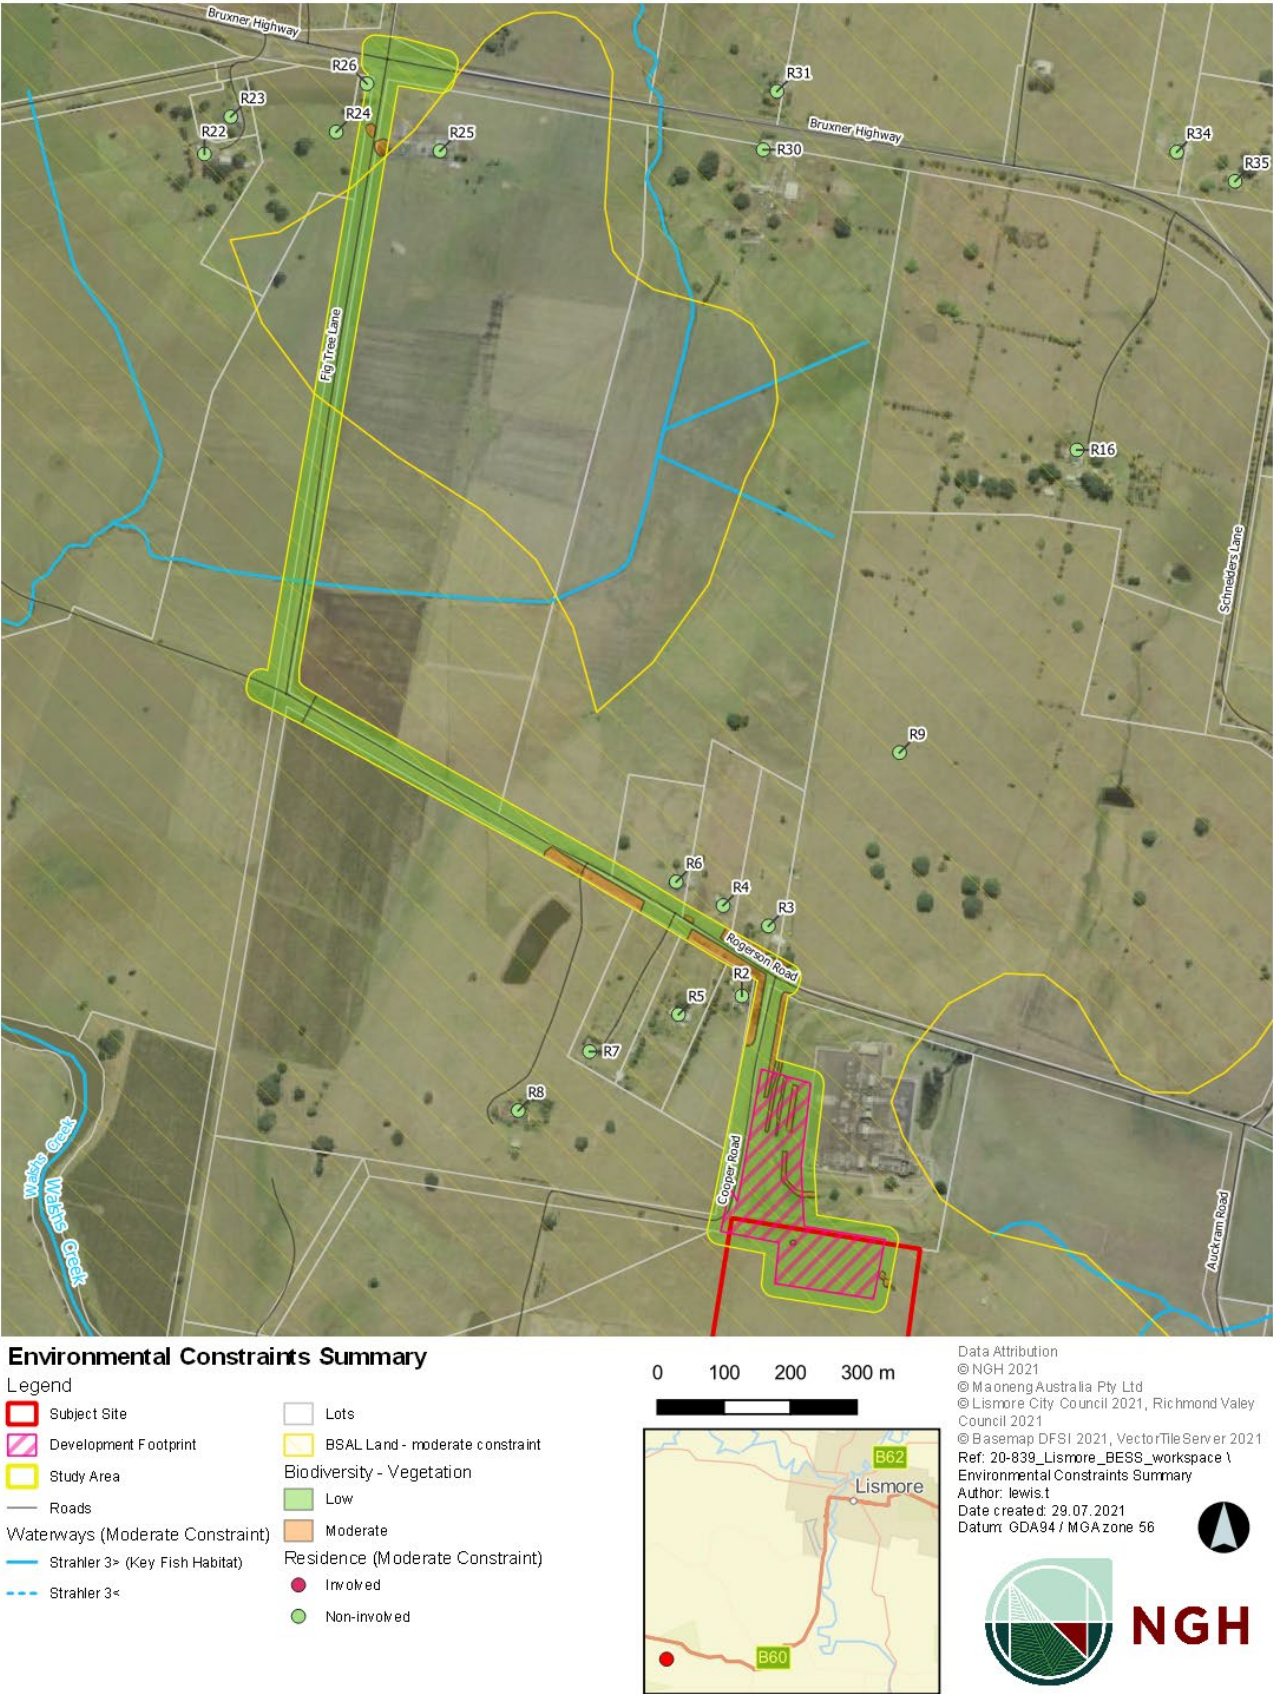 Bruxner Highway
R26
R31
R23
R24
R22
R25
Bruxner Highway
R30
R34
R35
Fig Tree Lane
R16
Schnelders Lane
R9
R6
R4
R3
Rogerson Road
R2
R5
R7
R8
Walshs Creek
Walshs Creek
Cooper Road
Auckram Road
Environmental Constraints Summary
Legend
Subject Site
Development Footprint
Study Area
Roads
Waterways (Moderate Constraint)
Strahler 3> (Key Fish Habitat)
Strahler 3<
Lots
BSAL Land - moderate constraint
Biodiversity - Vegetation
Low
Moderate
Residence (Moderate Constraint)
Involved
Non-involved
0 100 200 300 m
B62
Lismore
B60
Data Attribution
© NGH 2021
© Maoneng Australia Pty Ltd
© Lismore City Council 2021, Richmond Valey
Council 2021
© Basemap DFSI 2021, VectorTileServer 2021
Ref: 20-839_Lismore_BESS_workspace \
Environmental Constraints Summary
Author: lewis.t
Date created: 29.07.2021
Datum: GDA94 / MGA zone 56
NGH